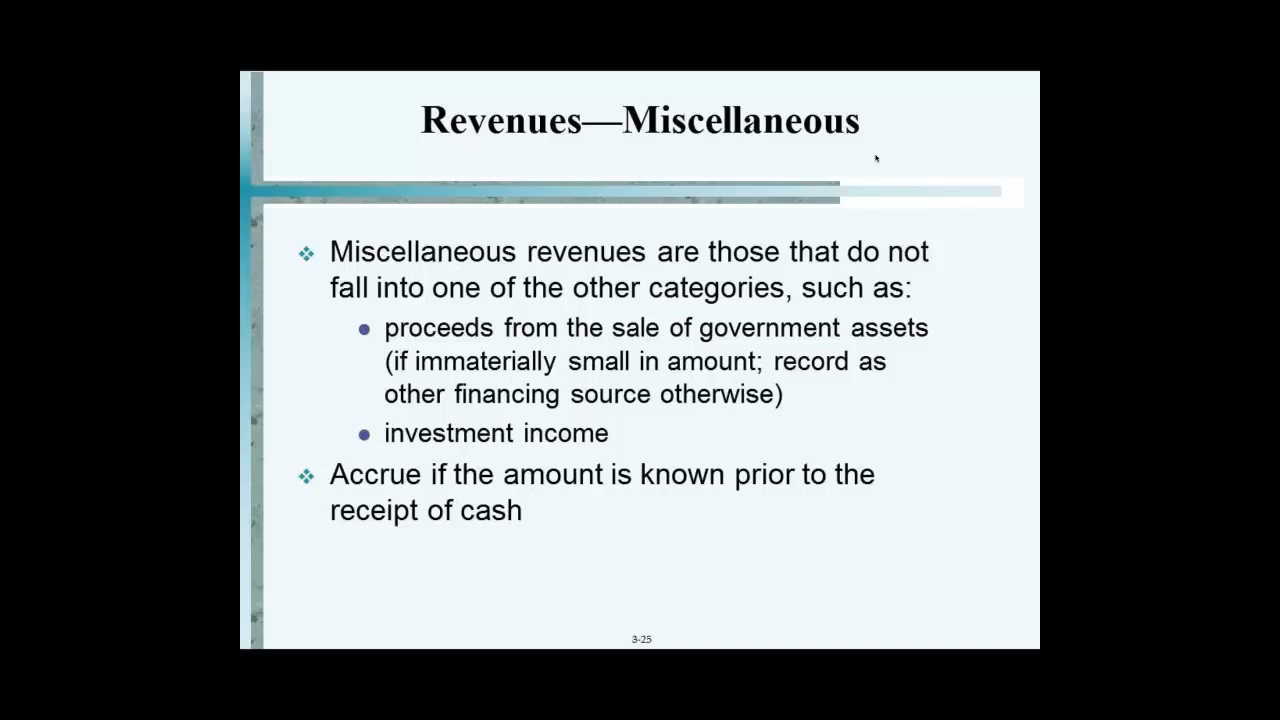 Revenues—Miscellaneous
Miscellaneous revenues are those that do not
fall into one of the other categories, such as:
proceeds from the sale of government assets
(if immaterially small in amount; record as
other financing source otherwise)
investment income
Accrue if the amount is known prior to the
receipt of cash
3-25